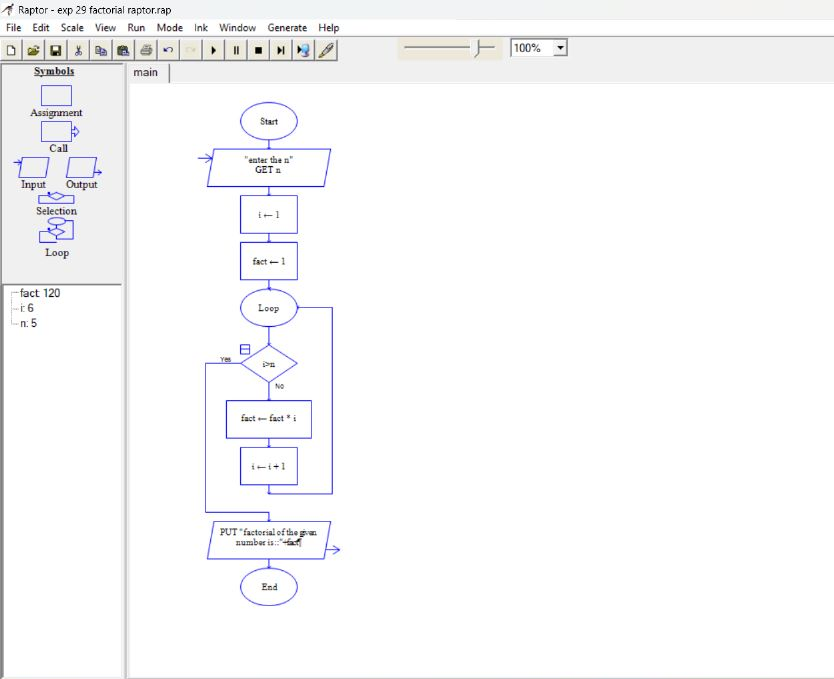 Raptor - exp 29 factorial raptor.rap
File Edit Scale View Run Mode Ink Window Generate Help
100%
Symbols
main
Assignment
Call
Input Output
Selection
Loop
fact: 120
i: 6
n: 5
Start
"enter the n"
GET n
i ← 1
fact ← 1
Loop
Yes
i>n
No
fact ← fact * i
i ← i + 1
PUT "factorial of the given
number is::"+fact¶
End